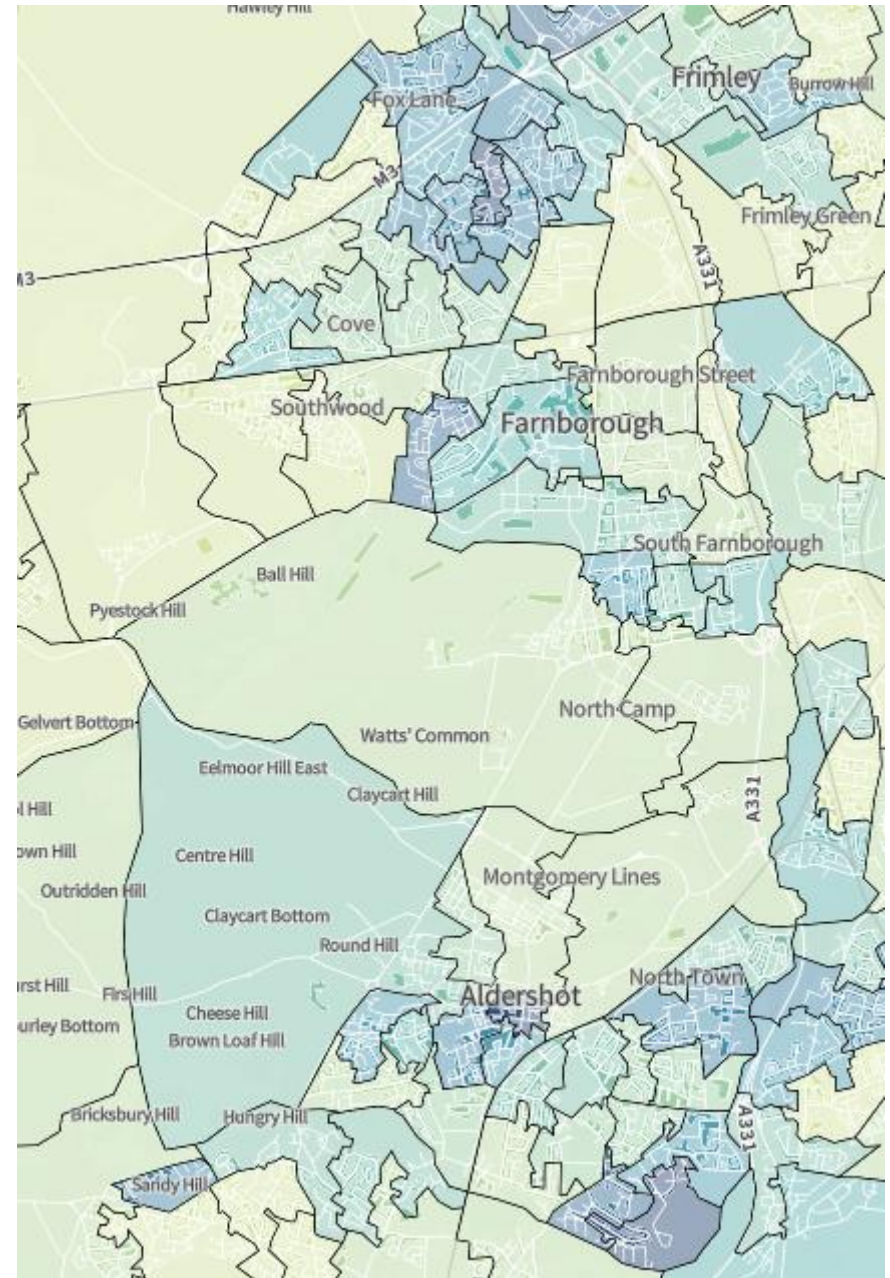 Hawley Hill
Frimley
Burrow Hill
Fox Lane
M3
Frimley Green
A331
M3
Cove
Farnborough Street
Southwood
Farnborough
South Farnborough
Ball Hill
Pyestock Hill
North Camp
Gelvert Bottom
Watts' Common
Eelmoor Hill East
Claycart Hill
A331
Hill
own Hill
Centre Hill
Montgomery Lines
Outridden Hill
Claycart Bottom
Round Hill
North Town
urst Hill
Firs Hill
Aldershot
Cheese Hill
urley Bottom
Brown Loaf Hill
Bricksbury Hill
Hungry Hill
A331
Sandy Hill